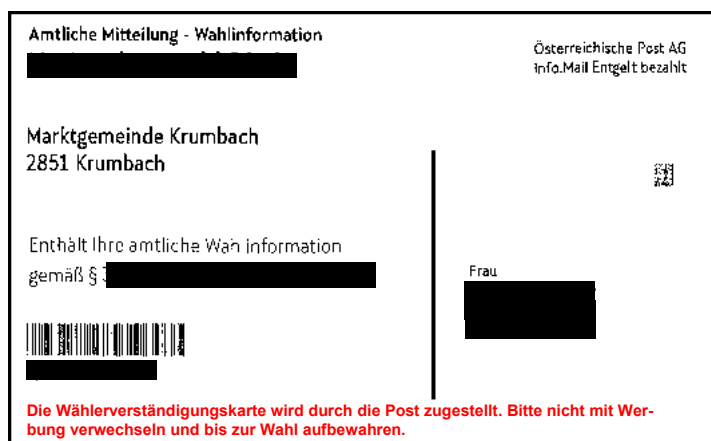 Amtliche Mitteilung - Wahlinformation
Österreichische Post AG
Info.Mail Entgelt bezahlt
Marktgemeinde Krumbach
2851 Krumbach
Enthält Ihre amtliche Wahlinformation
gemäß §
Frau
Die Wählerverständigungskarte wird durch die Post zugestellt. Bitte nicht mit Wer-
bung verwechseln und bis zur Wahl aufbewahren.